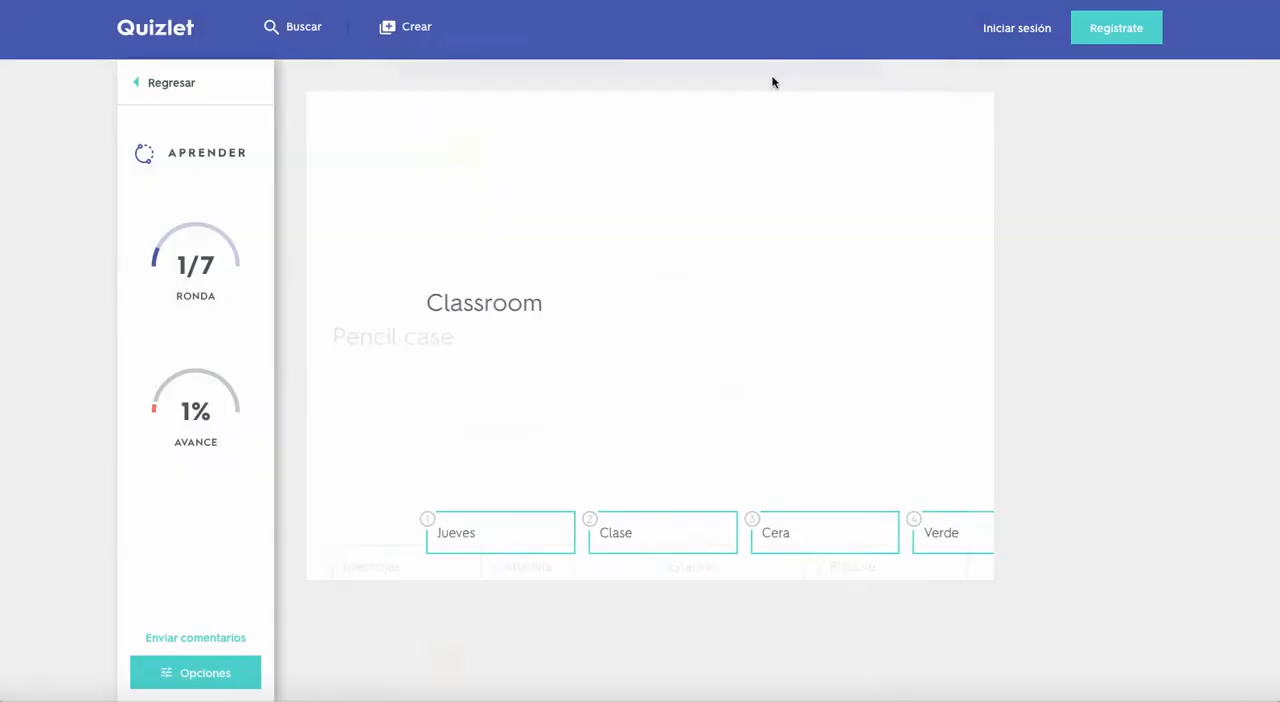 Quizlet
Buscar
Crear
Iniciar sesión
Regístrate
Regresar
APRENDER
1/7
RONDA
1%
AVANCE
Enviar comentarios
Opciones
Classroom
Pencil case
1 Jueves
2 Clase
3 Cera
4 Verde